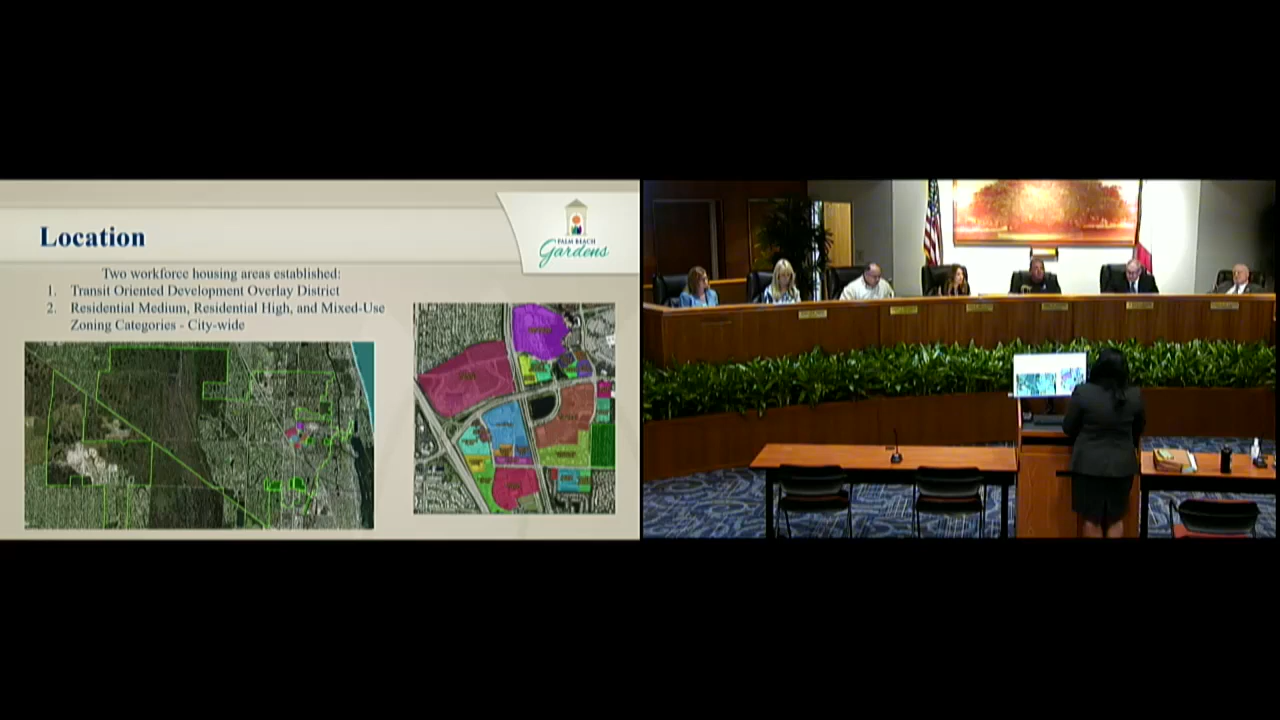 Location
PALM BEACH
Gardens
Two workforce housing areas established:
1. Transit Oriented Development Overlay District
2. Residential Medium, Residential High, and Mixed-Use
Zoning Categories - City-wide